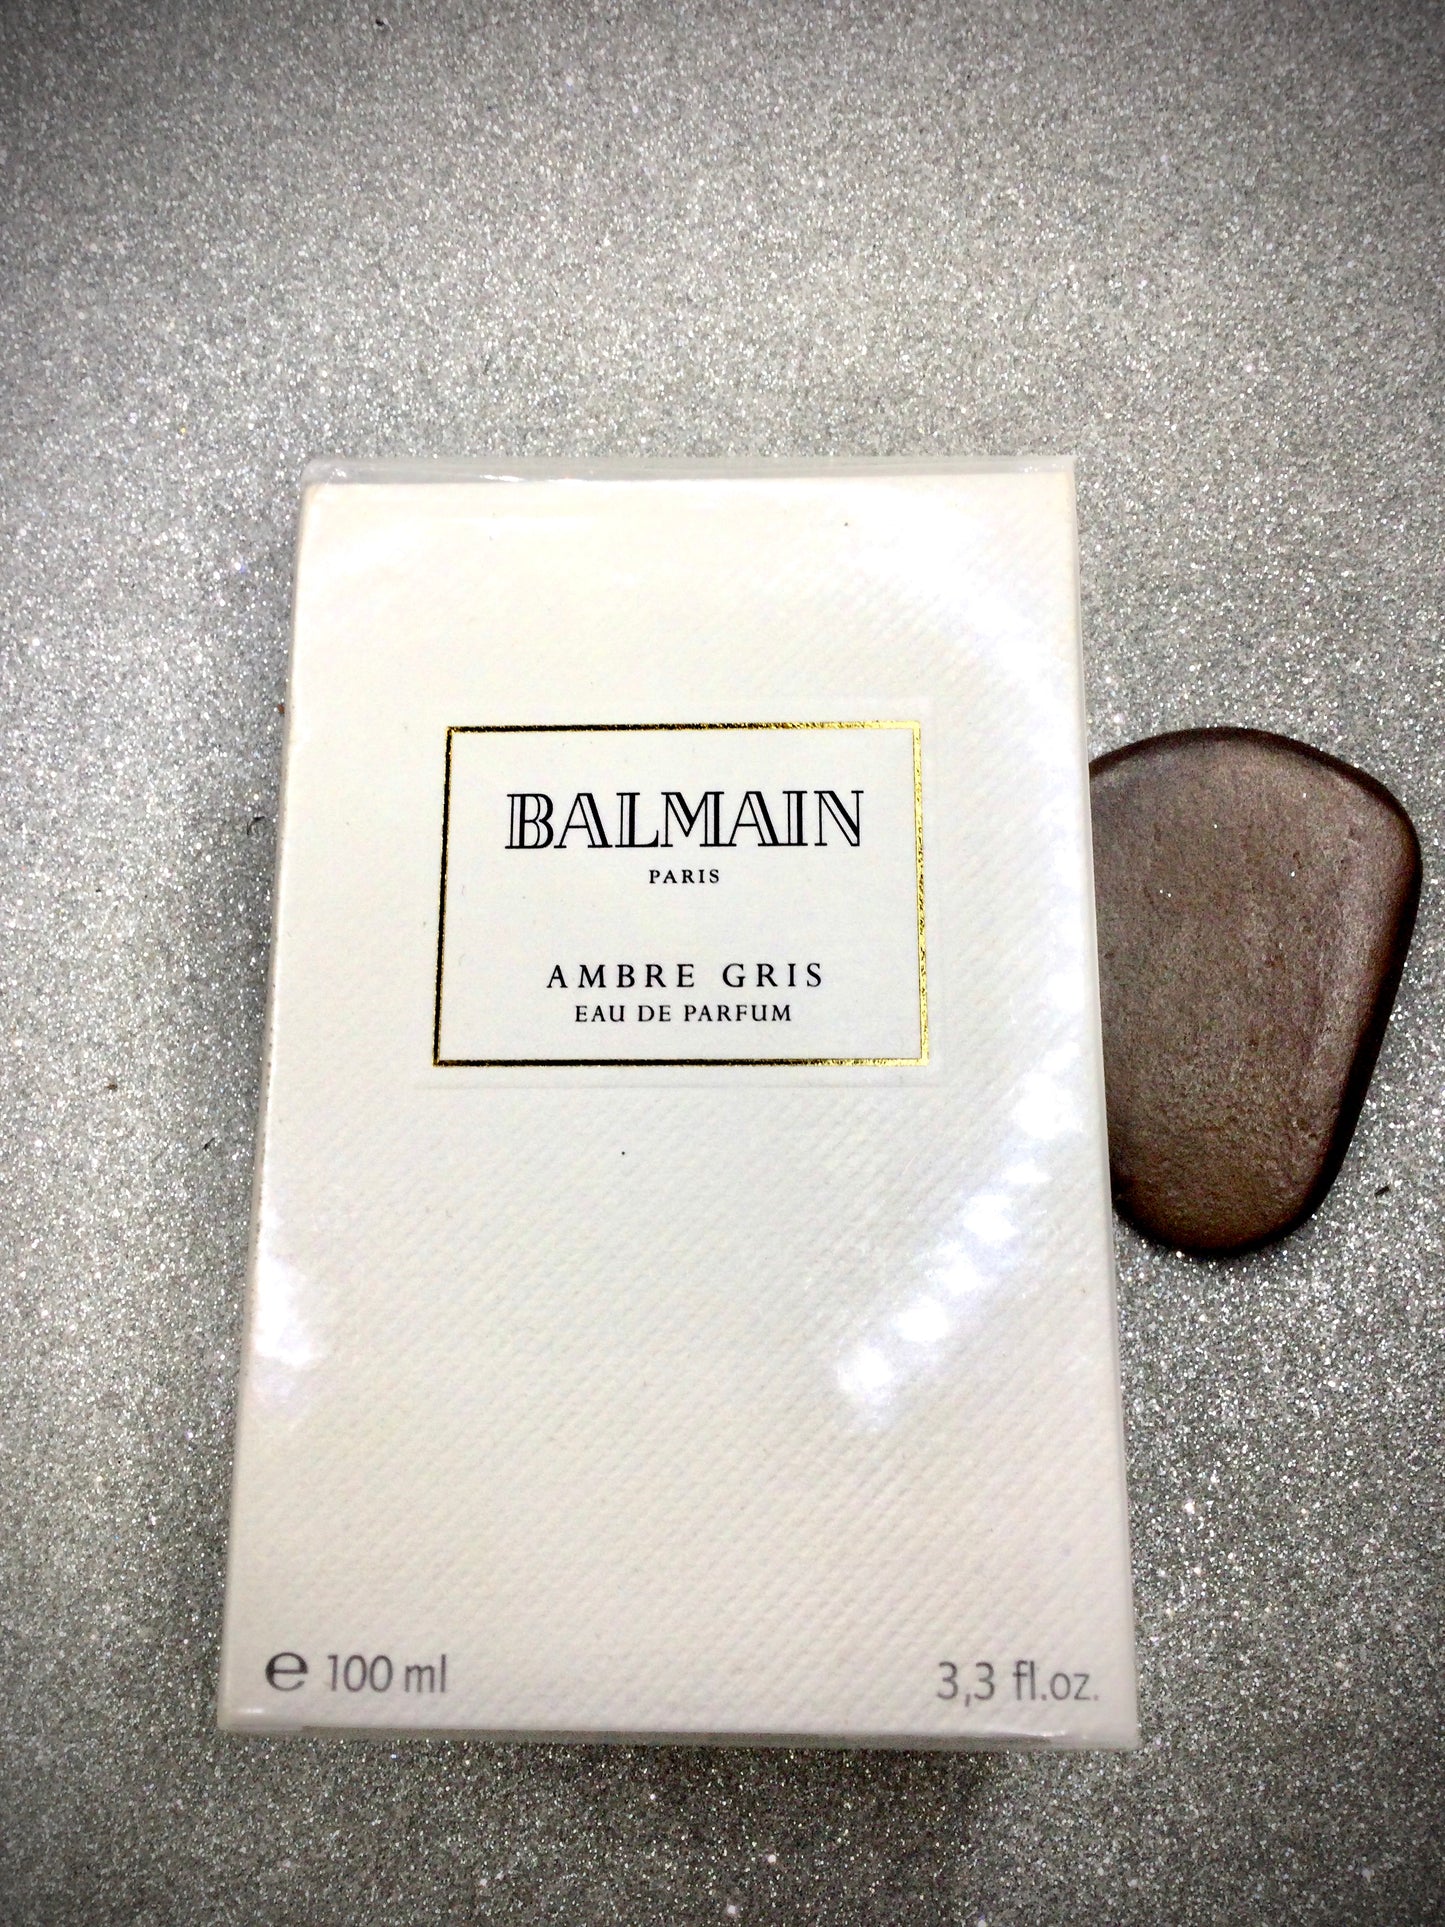 BALMAIN
PARIS
AMBRE GRIS
EAU DE PARFUM
℮ 100 ml 3,3 fl.oz.